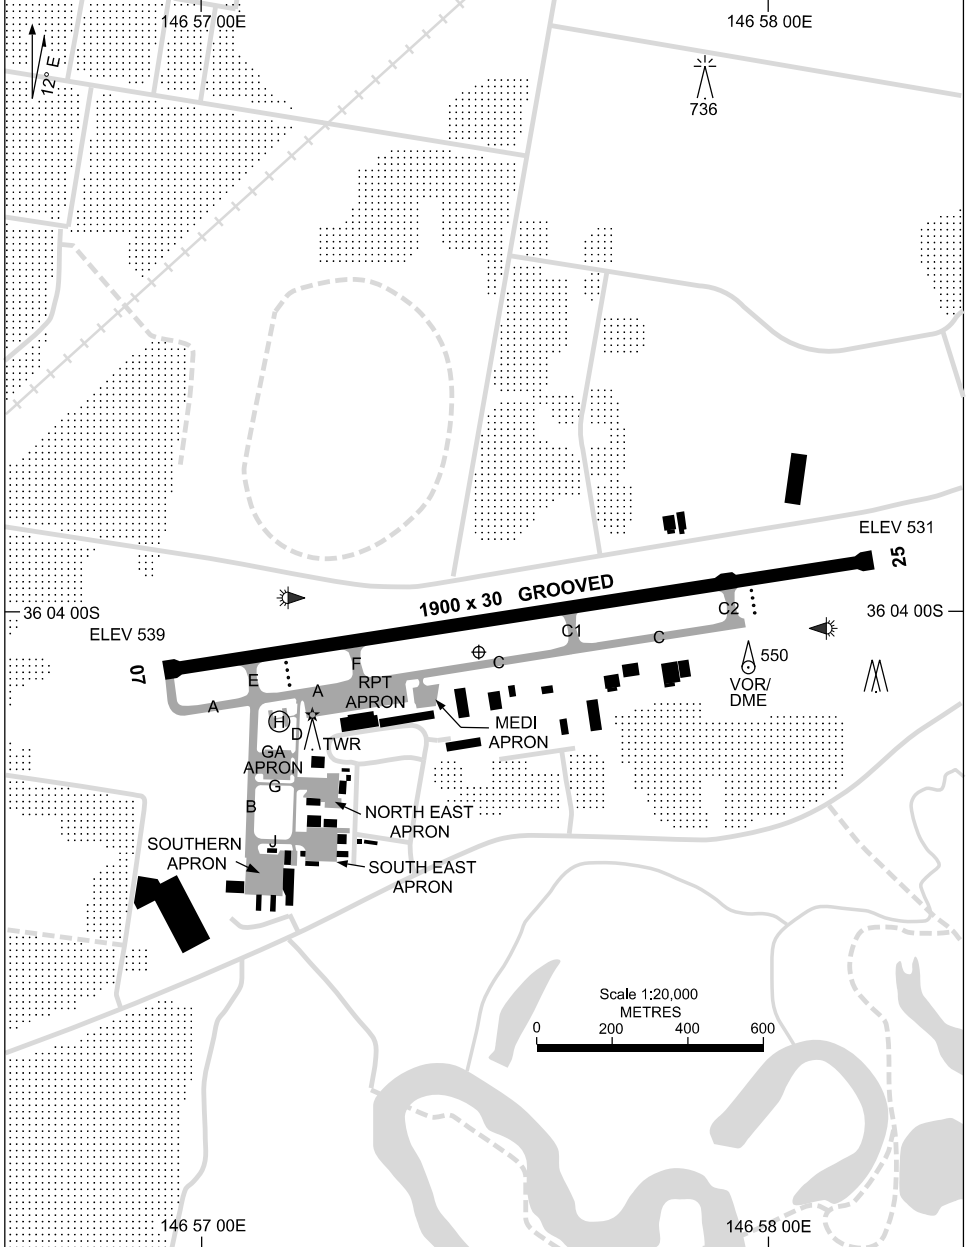 146 57 00E
146 58 00E
12° E
736
ELEV 531
25
1900 x 30 GROOVED
36 04 00S
36 04 00S
ELEV 539
07
C2
C1
C
C
F
E
A
A
RPT
APRON
550
VOR/
DME
MEDI
APRON
H
D
TWR
GA
APRON
G
B
NORTH EAST
APRON
J
SOUTHERN
APRON
SOUTH EAST
APRON
Scale 1:20,000
METRES
0
200
400
600
146 57 00E
146 58 00E